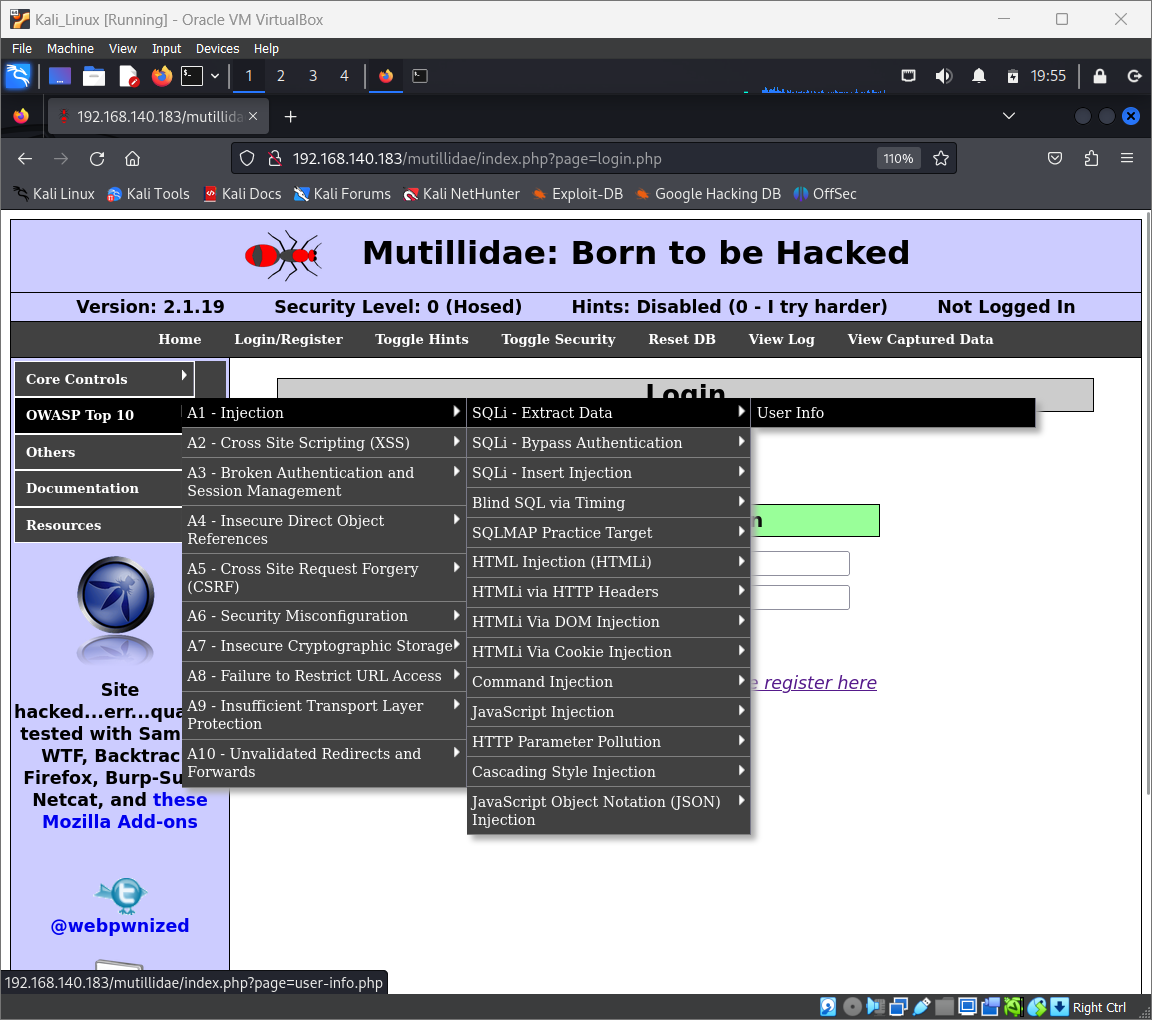 Kali_Linux [Running] - Oracle VM VirtualBox
File Machine View Input Devices Help
1 2 3 4 19:55
192.168.140.183/mutillida
192.168.140.183/mutillidae/index.php?page=login.php 110%
Kali Linux Kali Tools Kali Docs Kali Forums Kali NetHunter Exploit-DB Google Hacking DB OffSec
Mutillidae: Born to be Hacked
Version: 2.1.19 Security Level: 0 (Hosed) Hints: Disabled (0 - I try harder) Not Logged In
Home Login/Register Toggle Hints Toggle Security Reset DB View Log View Captured Data
Core Controls
OWASP Top 10
Others
Documentation
Resources
Login
A1 - Injection
A2 - Cross Site Scripting (XSS)
A3 - Broken Authentication and
Session Management
A4 - Insecure Direct Object
References
A5 - Cross Site Request Forgery
(CSRF)
A6 - Security Misconfiguration
A7 - Insecure Cryptographic Storage
A8 - Failure to Restrict URL Access
A9 - Insufficient Transport Layer
Protection
A10 - Unvalidated Redirects and
Forwards
SQLi - Extract Data
SQLi - Bypass Authentication
SQLi - Insert Injection
Blind SQL via Timing
SQLMAP Practice Target
HTML Injection (HTMLi)
HTMLi via HTTP Headers
HTMLi Via DOM Injection
HTMLi Via Cookie Injection
Command Injection
JavaScript Injection
HTTP Parameter Pollution
Cascading Style Injection
JavaScript Object Notation (JSON)
Injection
User Info
n
e register here
Site
hacked...err...qua
tested with Sam
WTF, Backtrac
Firefox, Burp-Su
Netcat, and these
Mozilla Add-ons
@webpwnized
192.168.140.183/mutillidae/index.php?page=user-info.php
Right Ctrl